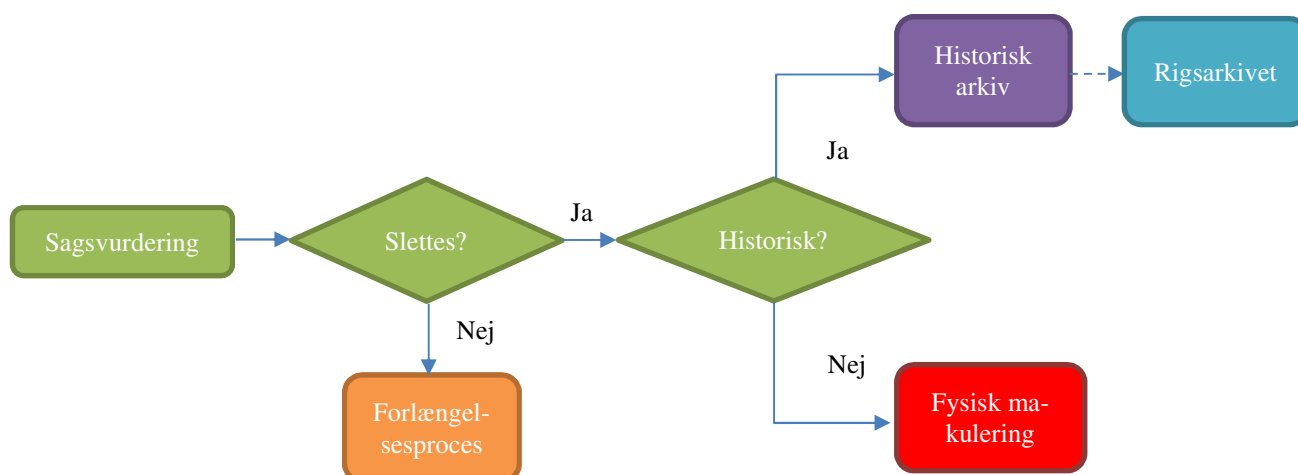 Historisk
arkiv
Rigsarkivet
Ja
Sagsvurdering
Slettes?
Ja
Historisk?
Nej
Nej
Forlængel-
sesproces
Fysisk ma-
kulering